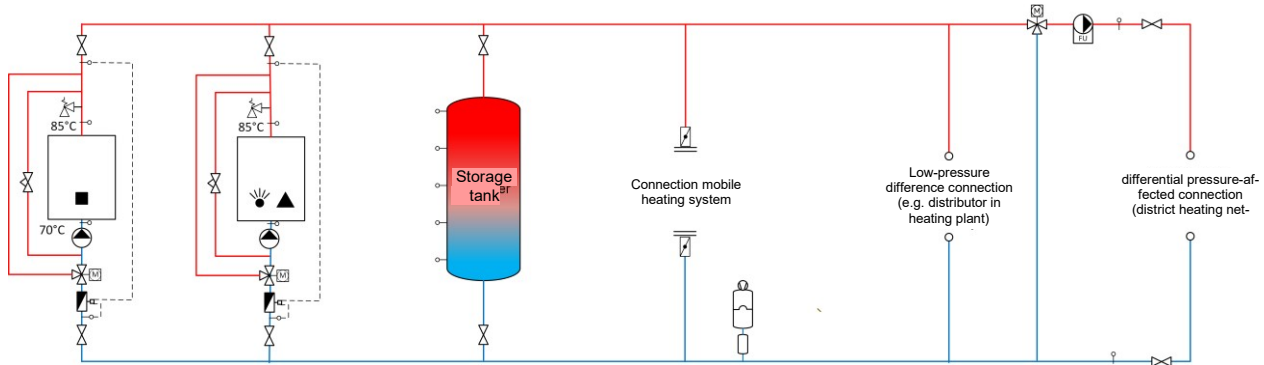 M
FU
85°C
85°C
Storage
er
tank
Connection mobile
heating system
Low-pressure
difference connection
(e.g. distributor in
heating plant)
differential pressure-af-
fected connection
(district heating net-
70°C
M
M